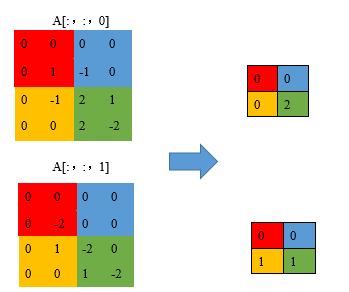 A[:，:，0]
0 0 0 0
0 1 -1 0
0 -1 2 1
0 0 2 -2
0 0
0 2
A[:，:，1]
0 0 0 0
0 -2 0 0
0 1 -2 0
0 0 1 -2
0 0
1 1